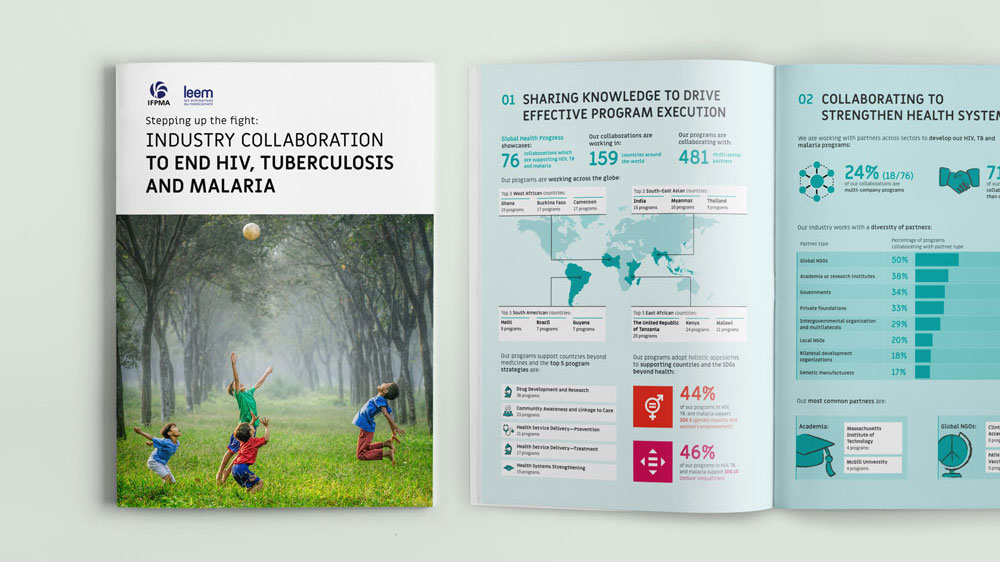 IFPMA
leem
les entreprises
du médicament
Stepping up the fight:
INDUSTRY COLLABORATION
TO END HIV, TUBERCULOSIS
AND MALARIA
01 SHARING KNOWLEDGE TO DRIVE
EFFECTIVE PROGRAM EXECUTION
Global Health Progress
showcases:
76 collaborations which
are supporting HIV, TB
and malaria
Our collaborations are
working in:
159 countries around
the world
Our programs are
collaborating with:
481 multi-sector
partners
Our programs are working across the globe:
Top 3 West African countries:
Ghana
Burkina Faso
17 programs
Cameroon
17 programs
Top 3 South-East Asian countries:
India
15 programs
Myanmar
10 programs
Thailand
9 programs
Top 3 South American countries:
Haiti
Brazil
7 programs
Guyana
7 programs
Top 3 East African countries:
The United Republic
of Tanzania
25 programs
Kenya
24 programs
Malawi
Our programs support countries beyond
medicines and the top 5 program
strategies are:
Drug Development and Research
Community Awareness and Linkage to Care
23 programs
Health Service Delivery—Prevention
Health Service Delivery—Treatment
17 programs
Health Systems Strengthening
15 programs
Our programs adopt holistic approaches
to supporting countries and the SDGs
beyond health:
44%
of our programs in HIV,
TB and malaria support
SDG 5 (gender equality and
women's empowerment)
46%
of our programs in HIV, TB
and malaria support SDG 10
(reduce inequalities)
02 COLLABORATING TO
STRENGTHEN HEALTH SYSTEM
We are working with partners across sectors to develop our HIV, TB and
malaria programs:
24% (18/76)
of our collaborations are
multi-company programs
71
of our
collabo
than o
Our industry works with a diversity of partners:
Partner type
Percentage of programs
collaborating with partner type
Global NGOs 50%
Academia or research institutes 38%
Governments 34%
Private foundations 33%
Intergovernmental organization
and multilaterals 29%
Local NGOs 20%
Bilateral development
organizations 18%
Generic manufacturers 17%
Our most common partners are:
Academia:
Massachusetts
Institute of
Technology
4 programs
McGill University
4 programs
Global NGOs:
Clint
Acces
PATH
Vacc